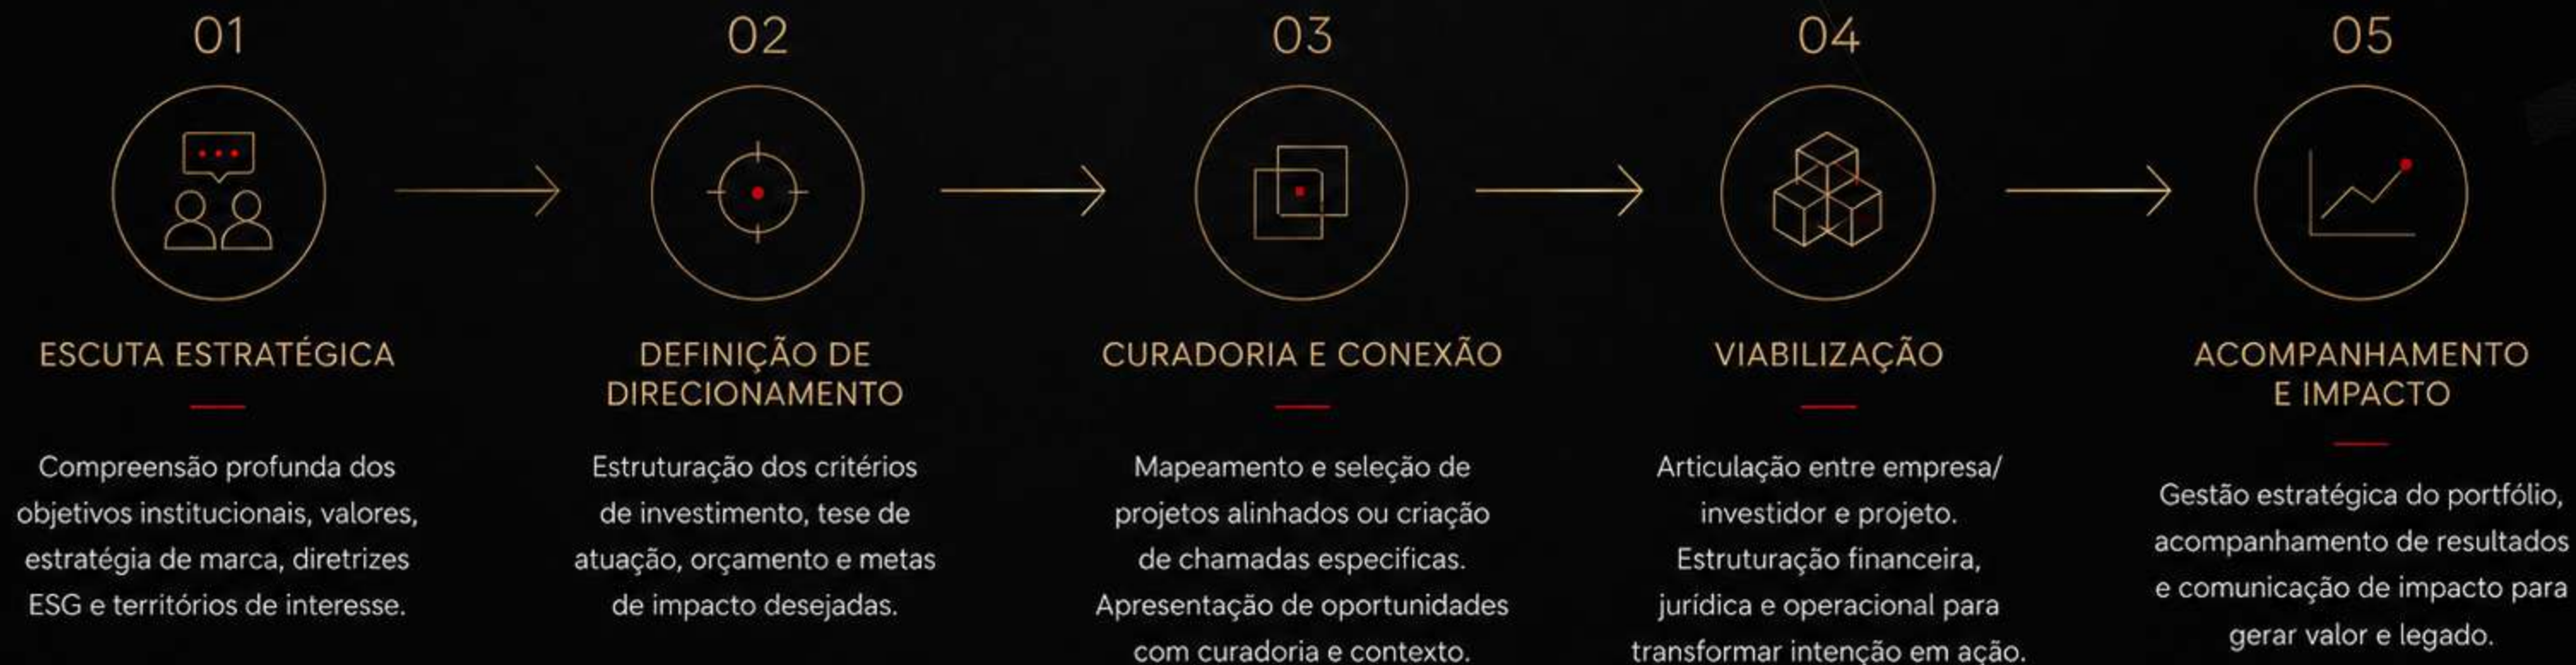 01
ESCUTA ESTRATÉGICA
Compreensão profunda dos
objetivos institucionais, valores,
estratégia de marca, diretrizes
ESG e territórios de interesse.
02
DEFINIÇÃO DE
DIRECIONAMENTO
Estruturação dos critérios
de investimento, tese de
atuação, orçamento e metas
de impacto desejadas.
03
CURADORIA E CONEXÃO
Mapeamento e seleção de
projetos alinhados ou criação
de chamadas especificas.
Apresentação de oportunidades
com curadoria e contexto.
04
VIABILIZAÇÃO
Articulação entre empresa/
investidor e projeto.
Estruturação financeira,
jurídica e operacional para
transformar intenção em ação.
05
ACOMPANHAMENTO
E IMPACTO
Gestão estratégica do portfólio,
acompanhamento de resultados
e comunicação de impacto para
gerar valor e legado.